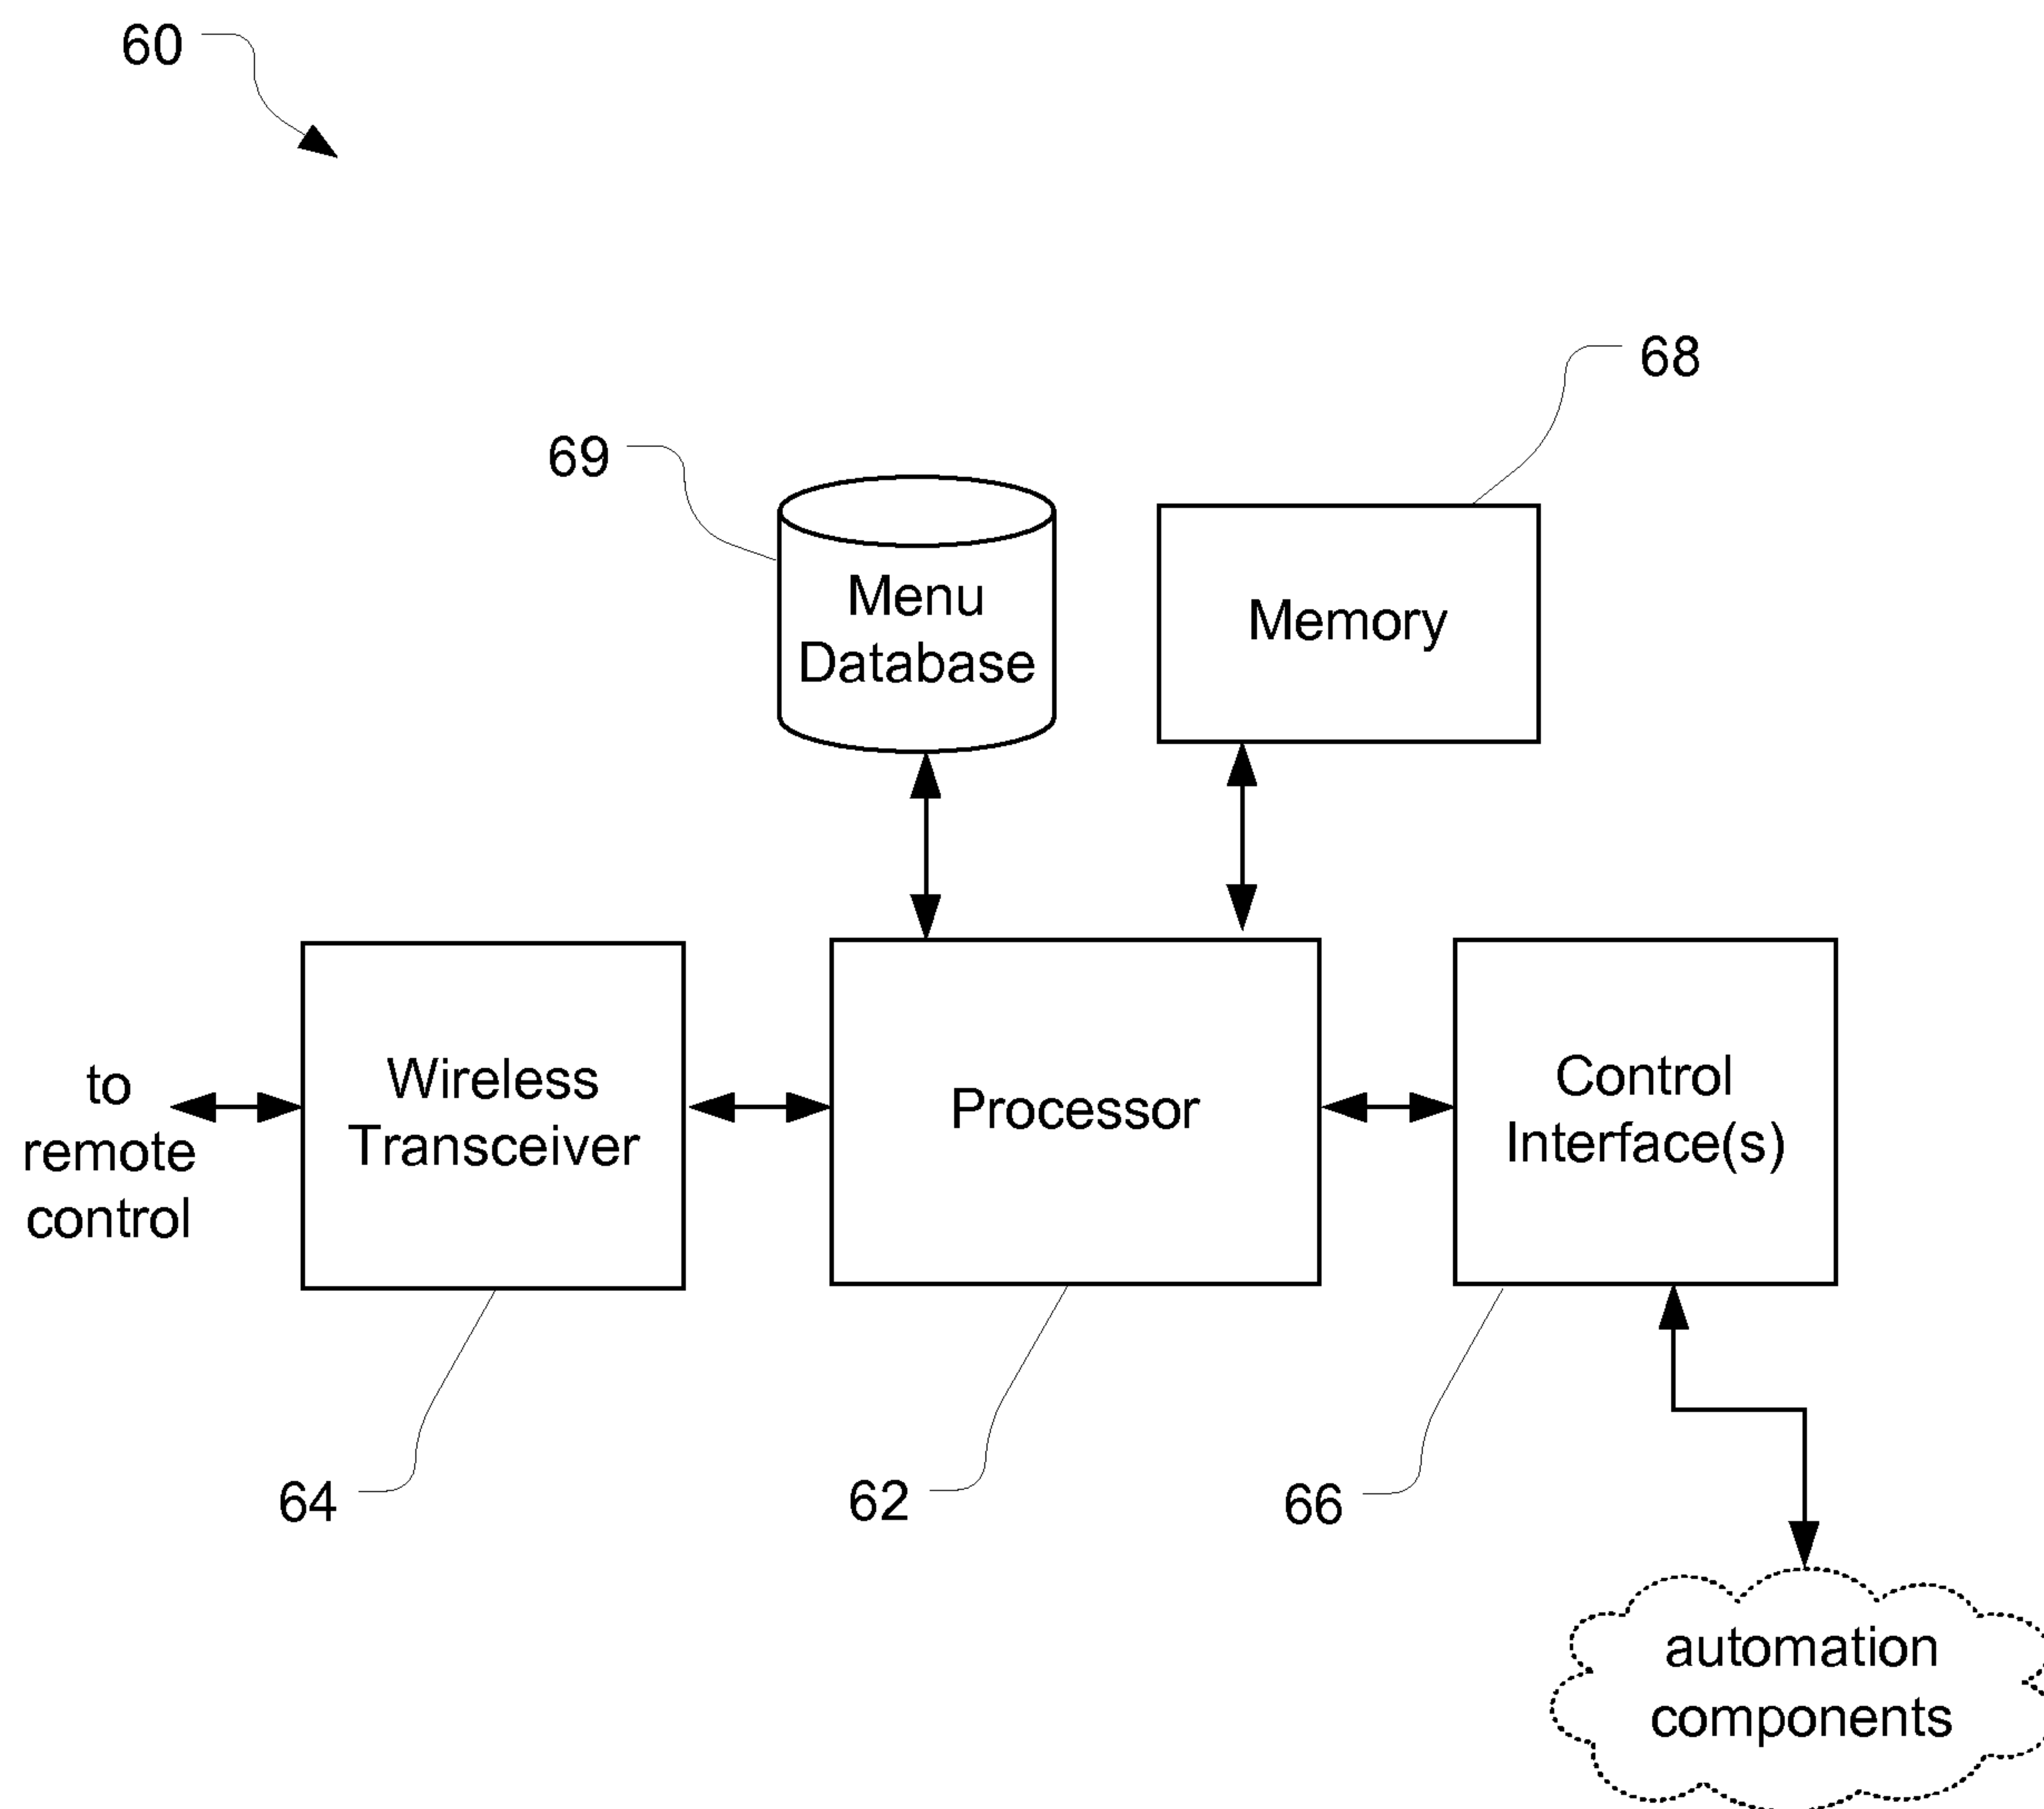 60
68
69
Menu
Database
Memory
Wireless
Transceiver
Processor
Control
Interface(s)
to
remote
control
64
62
66
automation
components